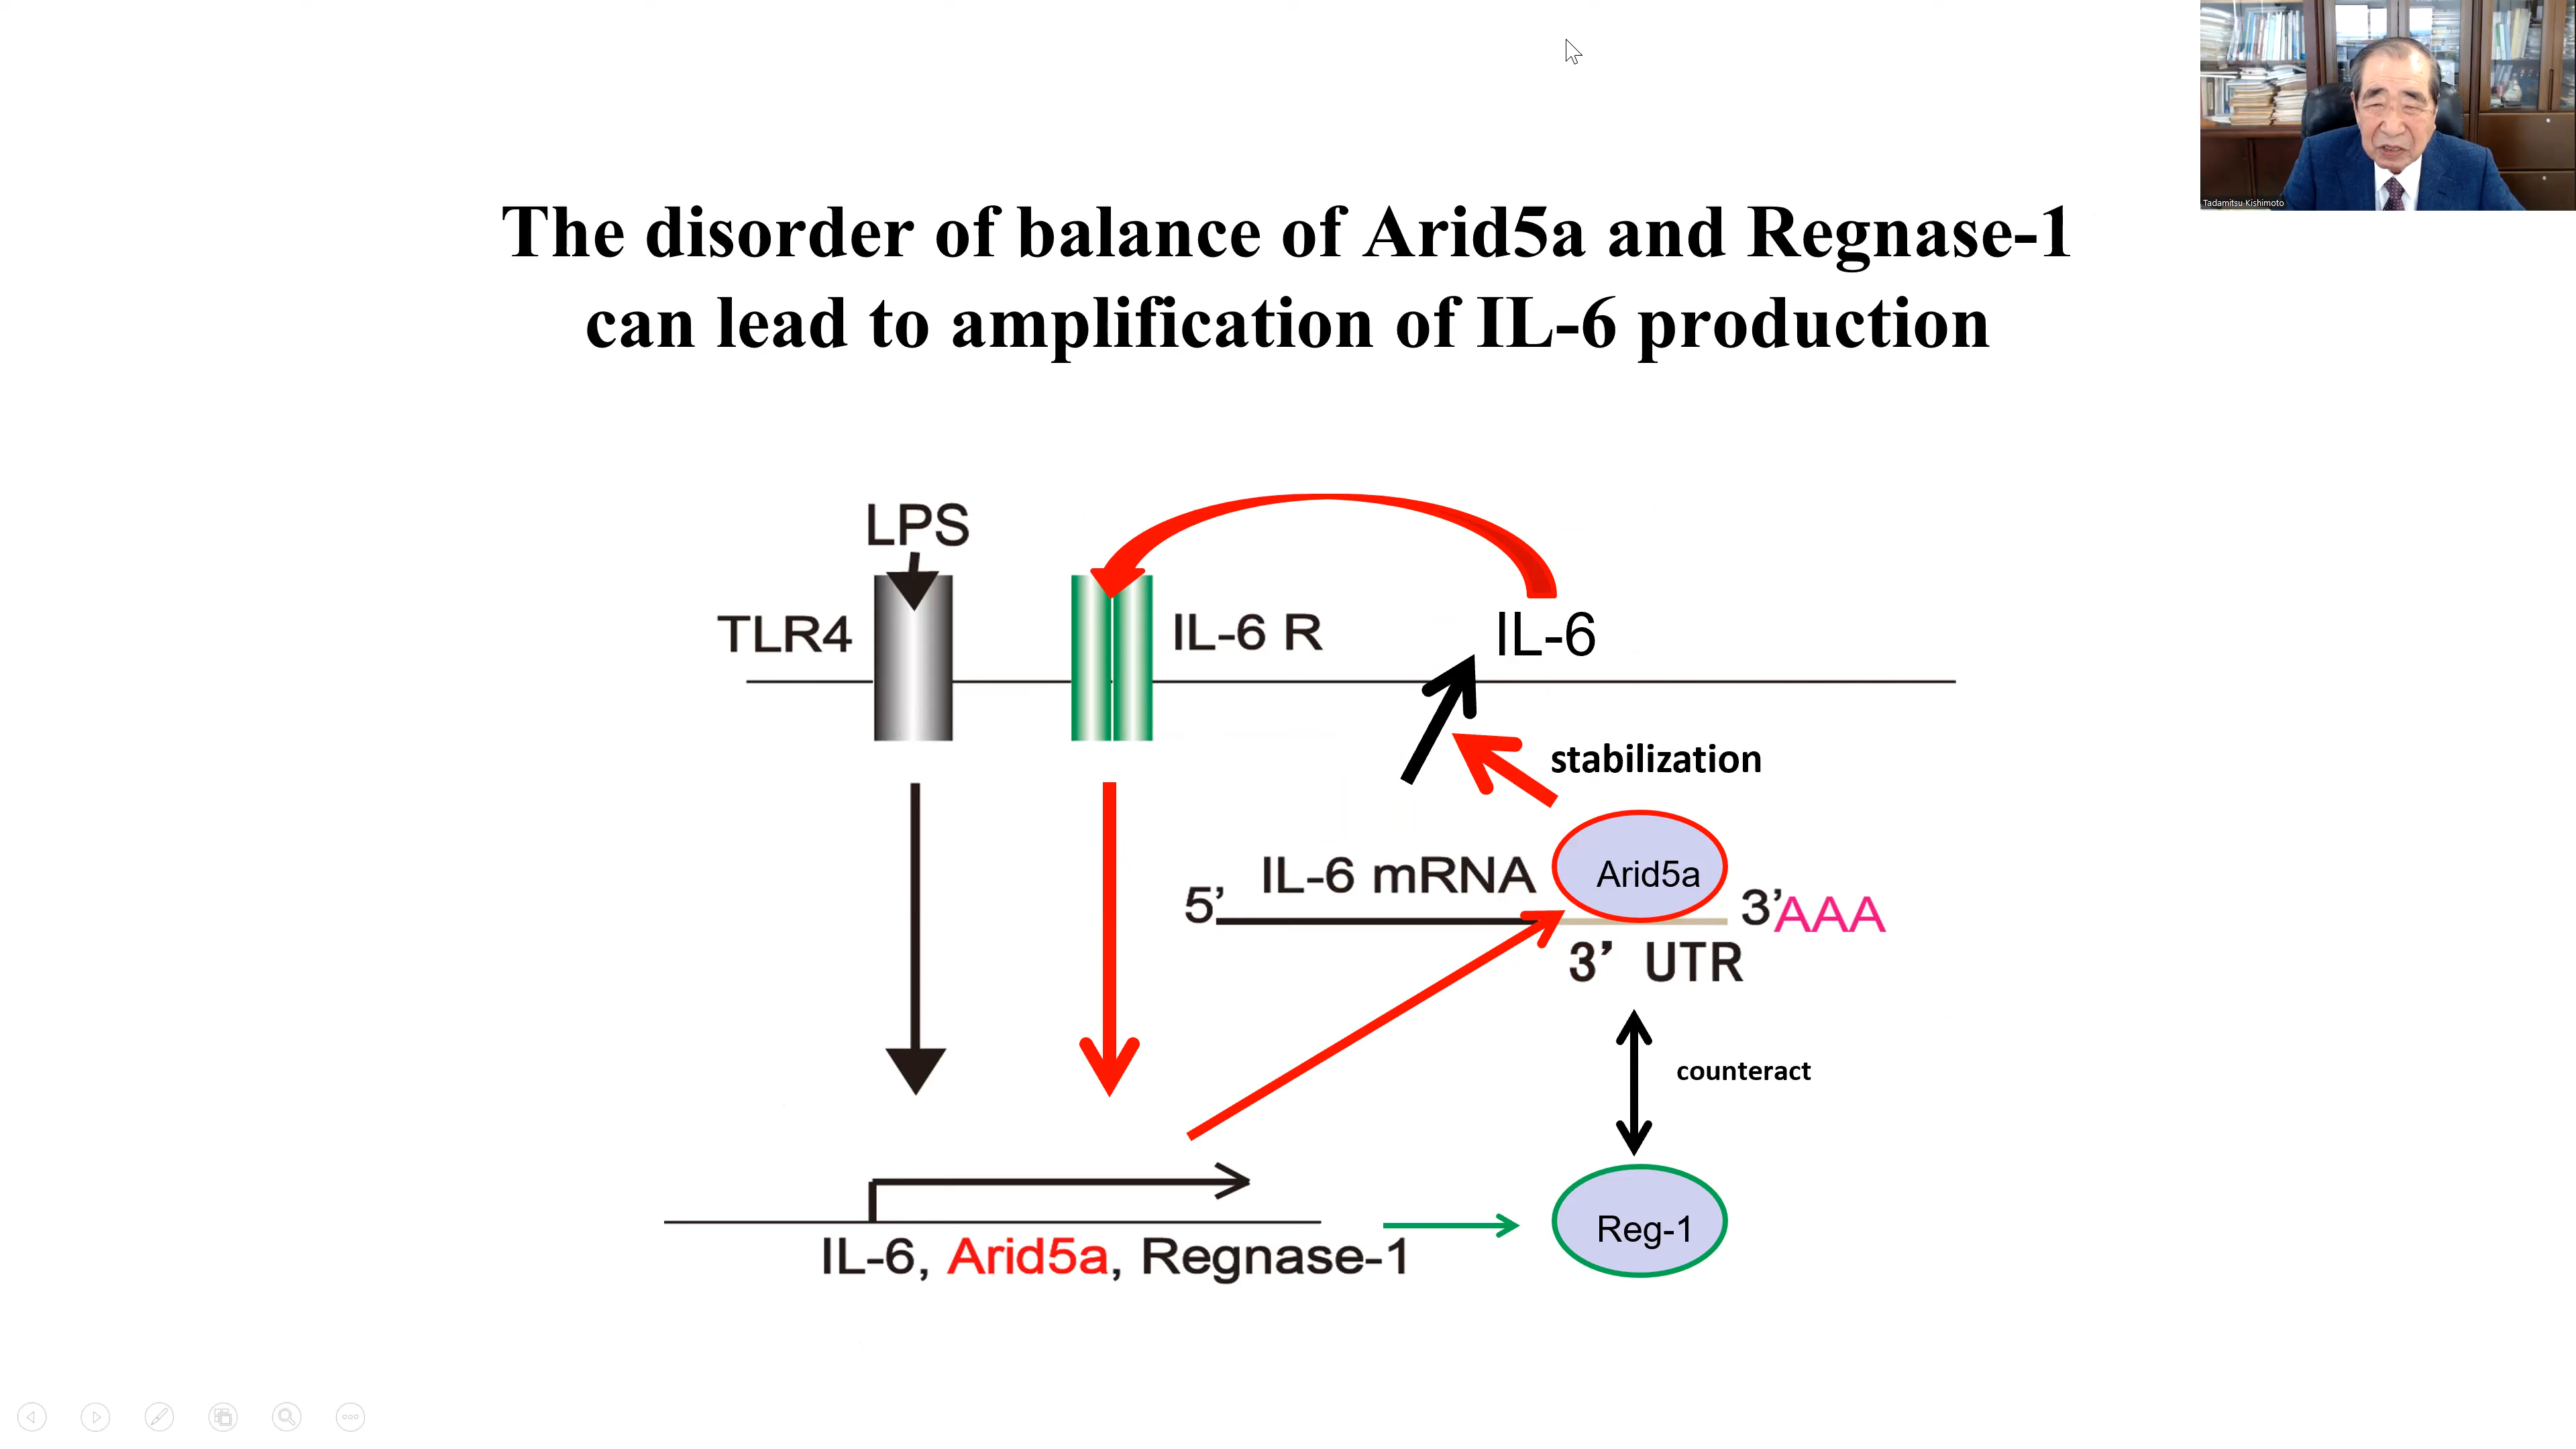 Tadamitsu Kishimoto
The disorder of balance of Arid5a and Regnase-1
can lead to amplification of IL-6 production
LPS
TLR4
IL-6 R
IL-6
stabilization
IL-6 mRNA
Arid5a
5’
3’AAA
3’ UTR
counteract
Reg-1
IL-6, Arid5a, Regnase-1